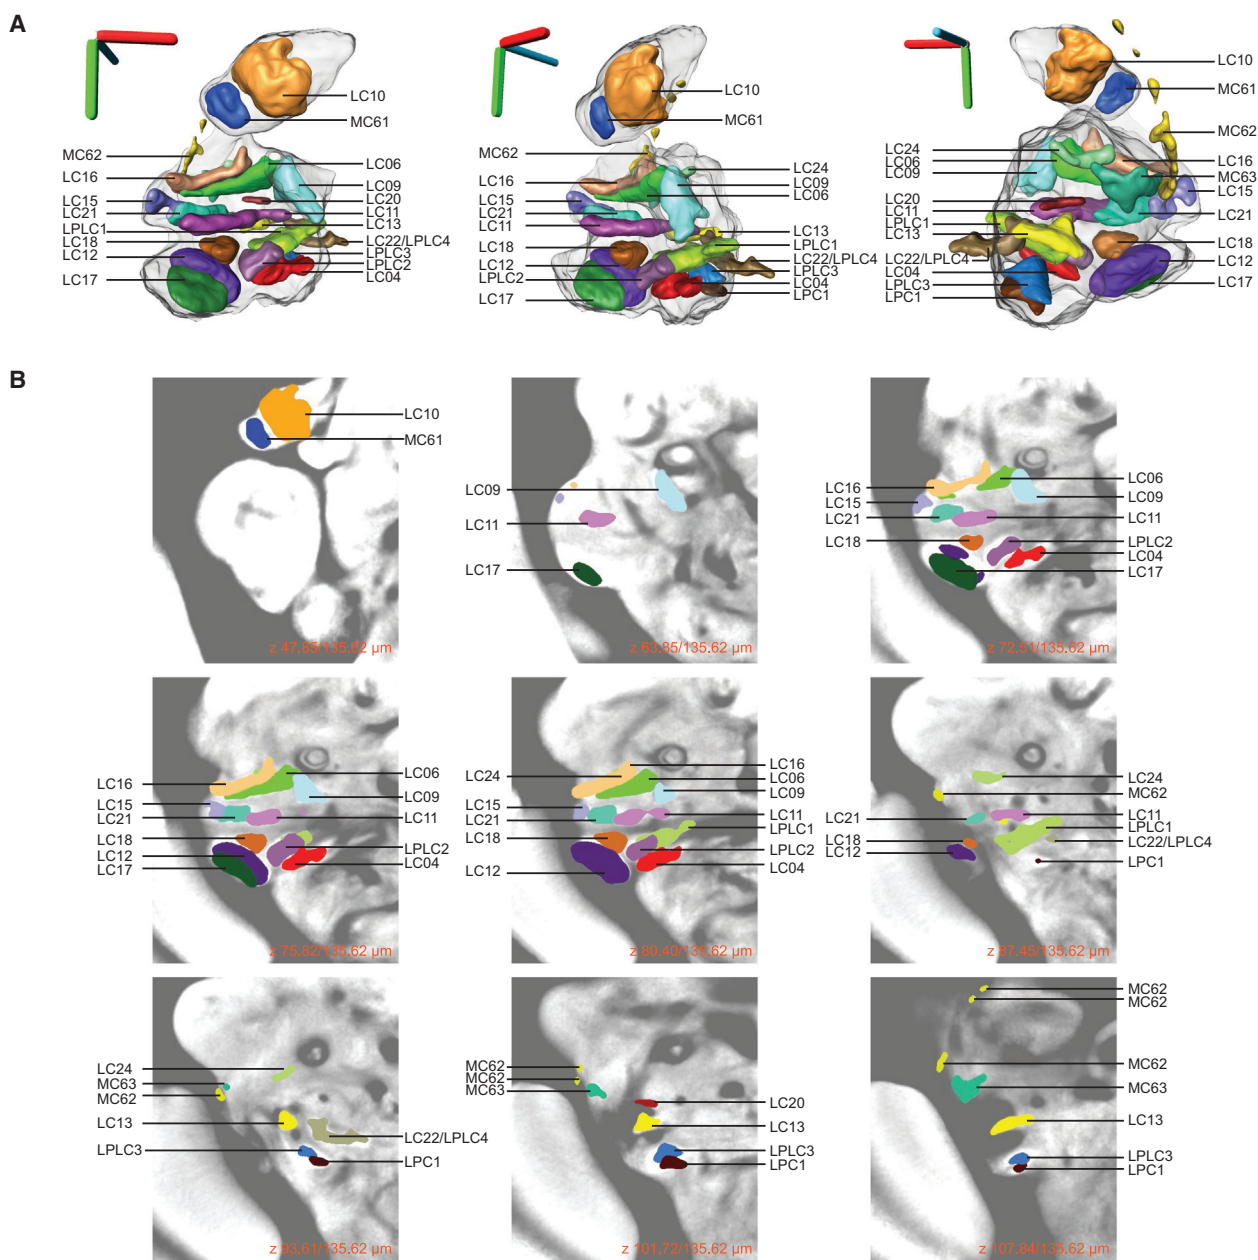 A
LC10
MC61
MC62
LC16
LC15
LC21
LPLC1
LC18
LC12
LC17
LC06
LC09
LC20
LC11
LC13
LC22/LPLC4
LPLC3
LPLC2
LC04
LC10
MC61
MC62
LC16
LC15
LC21
LC11
LC18
LC12
LPLC2
LC17
LC24
LC09
LC06
LC13
LPLC1
LC22/LPLC4
LPLC3
LC04
LPC1
LC24
LC06
LC09
LC20
LC11
LPLC1
LC13
LC22/LPLC4
LC04
LPLC3
LPC1
LC10
MC61
MC62
LC16
MC63
LC15
LC21
LC18
LC12
LC17
B
LC10
MC61
z 47.85/135.62 µm
LC09
LC11
LC17
z 63.85/135.62 µm
LC16
LC15
LC21
LC18
LC06
LC09
LC11
LPLC2
LC04
LC17
z 72.51/135.62 µm
LC16
LC15
LC21
LC18
LC12
LC17
LC06
LC09
LC11
LPLC2
LC04
z 75.82/135.62 µm
LC24
LC15
LC21
LC18
LC12
LC16
LC06
LC09
LC11
LPLC1
LPLC2
LC04
z 80.40/135.62 µm
LC21
LC18
LC12
LC24
MC62
LC11
LPLC1
LC22/LPLC4
LPC1
z 87.45/135.62 µm
LC24
MC63
MC62
LC13
LPLC3
LC22/LPLC4
LPC1
z 93.61/135.62 µm
MC62
MC62
MC63
LC20
LC13
LPLC3
LPC1
z 101.72/135.62 µm
MC62
MC62
MC62
MC63
LC13
LPLC3
LPC1
z 107.84/135.62 µm